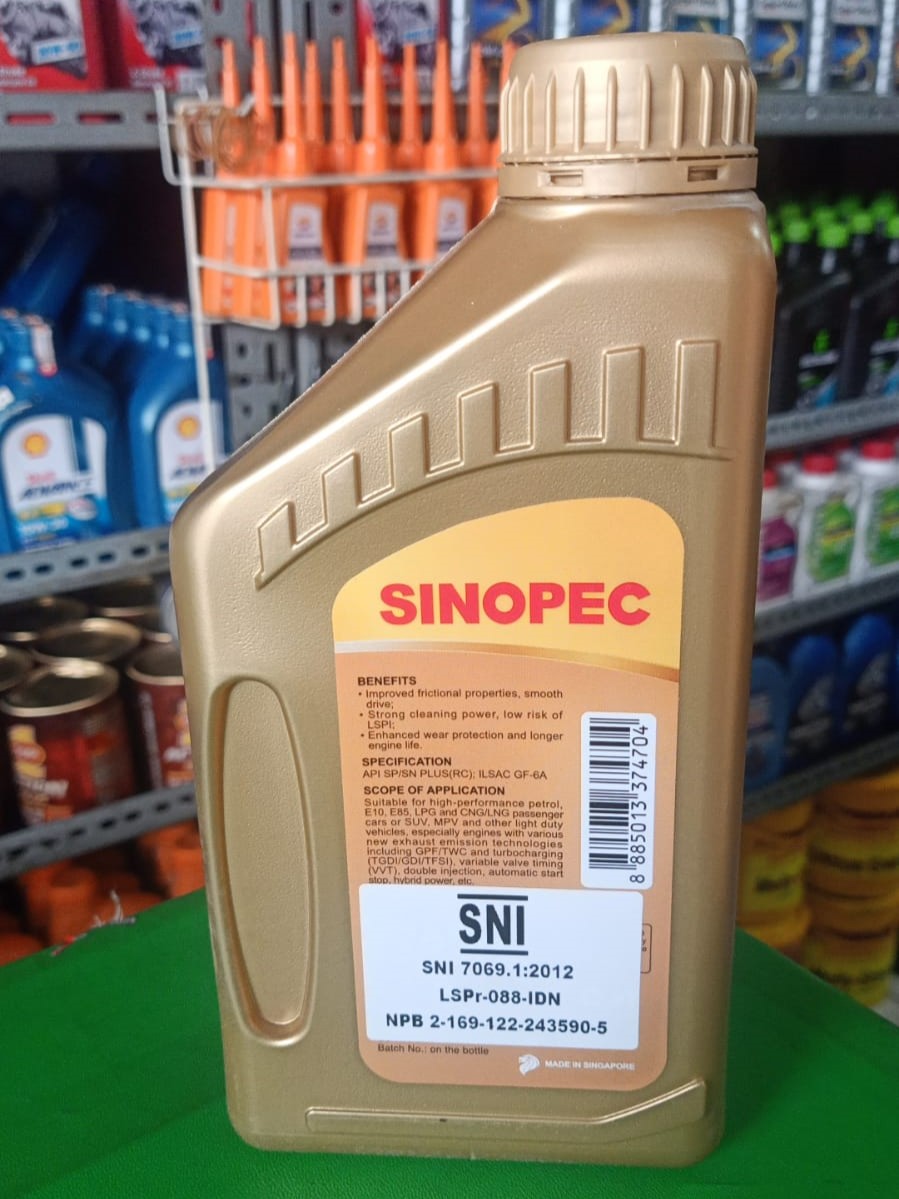 SINOPEC
BENEFITS
• Improved frictional properties, smooth
drive;
• Strong cleaning power, low risk of
LSPI;
• Enhanced wear protection and longer
engine life.
SPECIFICATION
API SP/SN PLUS(RC); ILSAC GF-6A
SCOPE OF APPLICATION
Suitable for high-performance petrol,
E10, E85, LPG and CNG/LNG passenger
cars or SUV, MPV and other light duty
vehicles, especially engines with various
new exhaust emission technologies
including GPF/TWC and turbocharging
(TGDI/GDI/TFSI), variable valve timing
(VVT), double injection, automatic start
stop, hybrid power, etc.
8 885013 374704
SNI
SNI 7069.1:2012
LSPr-088-IDN
NPB 2-169-122-243590-5
Batch No.: on the bottle
MADE IN SINGAPORE
ADVANCE